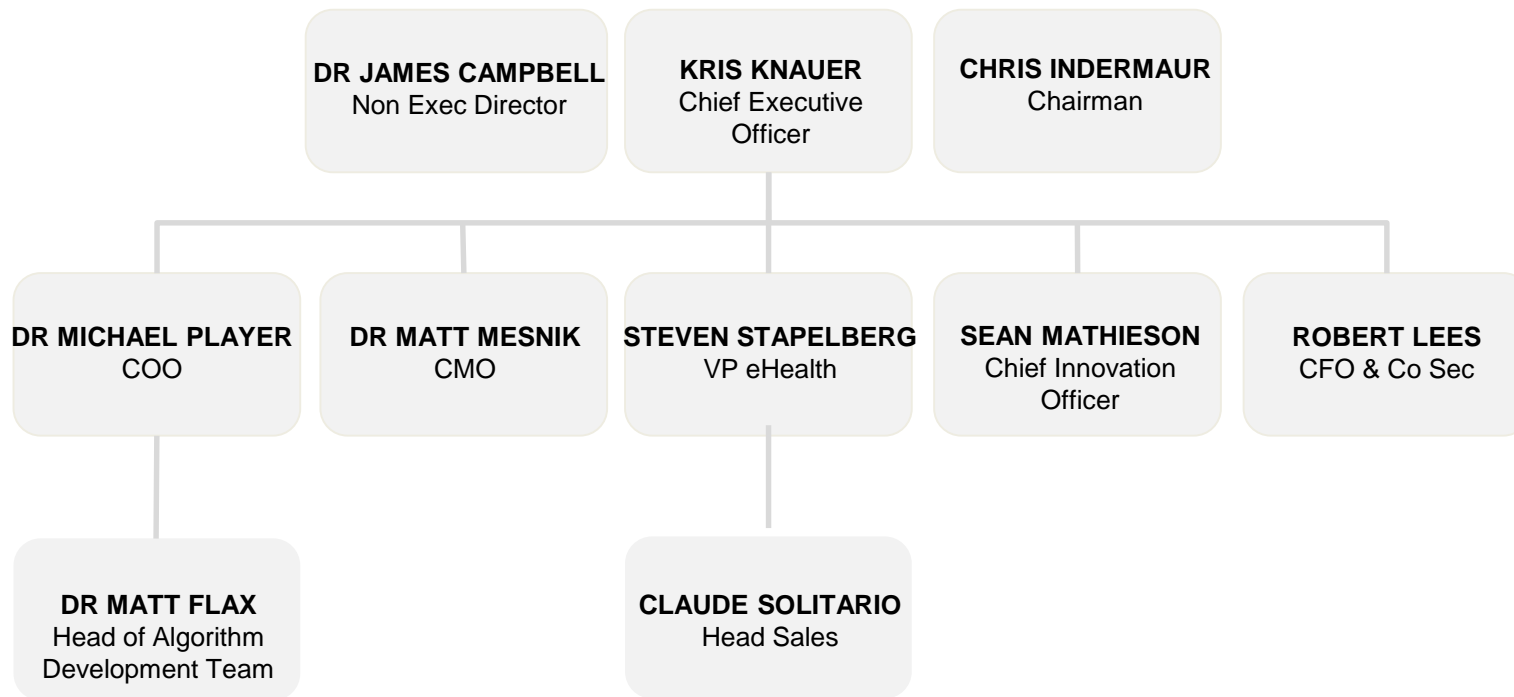 DR JAMES CAMPBELL
Non Exec Director
KRIS KNAUER
Chief Executive
Officer
CHRIS INDERMAUR
Chairman
DR MICHAEL PLAYER
COO
DR MATT MESNIK
CMO
STEVEN STAPELBERG
VP eHealth
SEAN MATHIESON
Chief Innovation
Officer
ROBERT LEES
CFO & Co Sec
DR MATT FLAX
Head of Algorithm
Development Team
CLAUDE SOLITARIO
Head Sales